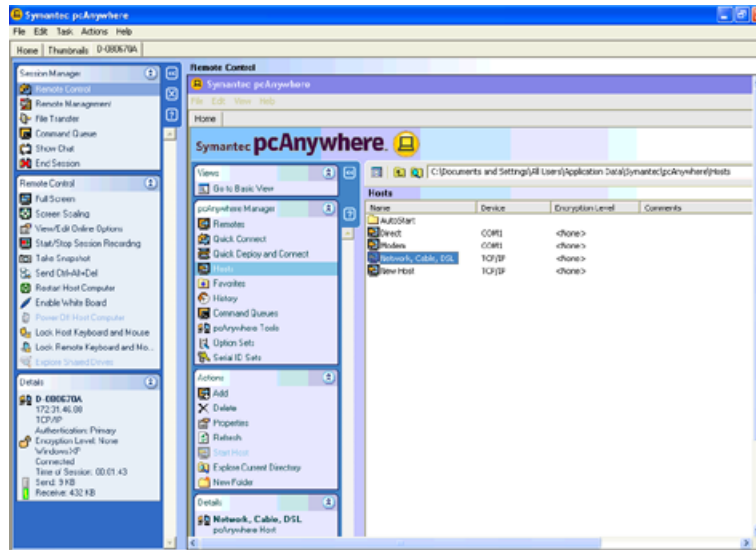 Symantec pcAnywhere
File Edit Task Actions Help
Home Thumbnails D-080670A
Session Manager
Remote Control
Remote Management
File Transfer
Command Queue
Show Chat
End Session
Remote Control
Full Screen
Screen Scaling
View/Edit Online Options
Start/Stop Session Recording
Take Snapshot
Send Ctrl-Alt+Del
Restart Host Computer
Enable White Board
Power Off Host Computer
Lock Host Keyboard and Mouse
Lock Remote Keyboard and Mo...
Explore Shared Drives
Details
D-080670A
TCP/IP
Authentication: Primary
Encryption Level: None
Windows XP
Connected
Time of Session: 00:01:43
Send: 9 KB
Receive: 432 KB
Remote Control
Symantec pcAnywhere
File Edit View Help
Home
Symantec pcAnywhere.
Views
Go to Basic View
pcAnywhere Manager
Remotes
Quick Connect
Quick Deploy and Connect
Hosts
Favorites
History
Command Queues
pcAnywhere Tools
Option Sets
Serial ID Sets
Actions
Add
Delete
Properties
Refresh
Start Host
Explore Current Directory
New Folder
Details
Network, Cable, DSL
pcAnywhere Host
C:\Documents and Settings\All Users\Application Data\Symantec\pcAnywhere\Hosts
Hosts
Name Device Encryption Level Comments
AutoStart
Direct COM1 <None>
Modem COM1 <None>
Network, Cable, DSL TCP/IP <None>
New Host TCP/IP <None>